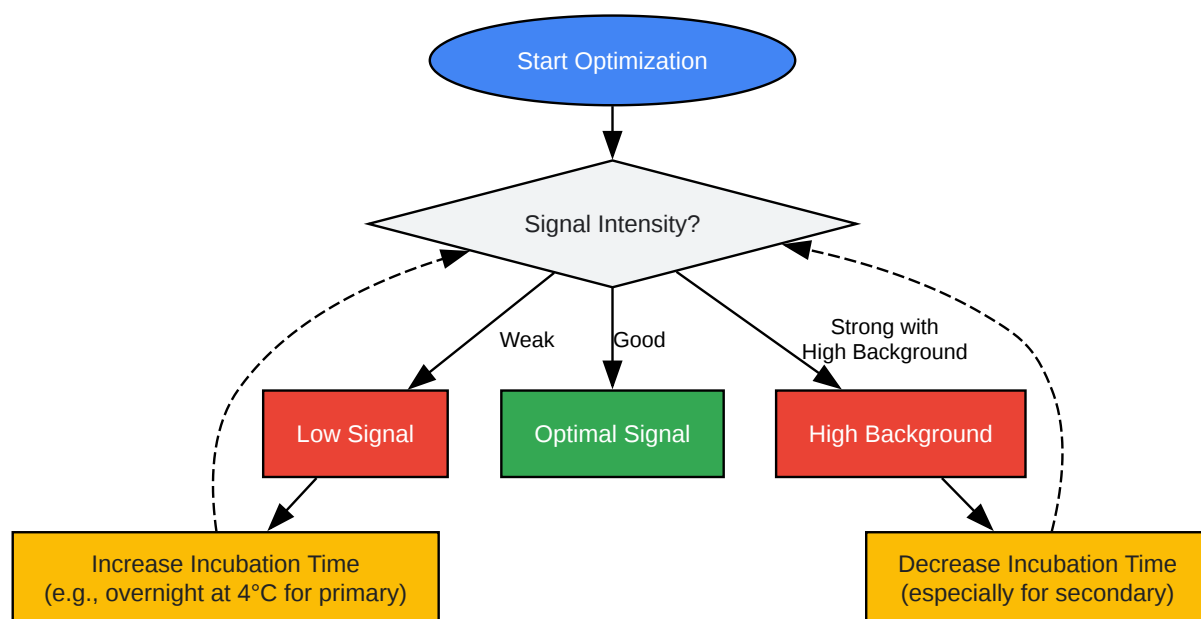 Start Optimization
Signal Intensity?
Weak
Good
Strong with
High Background
Low Signal
Optimal Signal
High Background
Increase Incubation Time
(e.g., overnight at 4°C for primary)
Decrease Incubation Time
(especially for secondary)